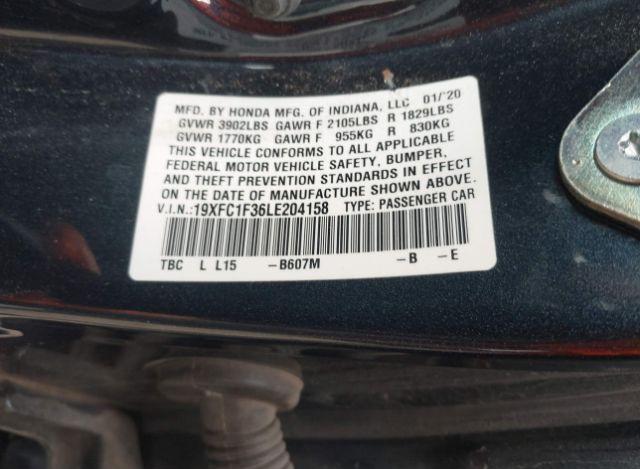 MFD. BY HONDA MFG. OF INDIANA, LLC 01/'20
GVWR 3902LBS GAWR F 2105LBS R 1829LBS
GVWR 1770KG GAWR F 955KG R 830KG
THIS VEHICLE CONFORMS TO ALL APPLICABLE
FEDERAL MOTOR VEHICLE SAFETY, BUMPER,
AND THEFT PREVENTION STANDARDS IN EFFECT
ON THE DATE OF MANUFACTURE SHOWN ABOVE.
V.I.N.:19XFC1F36LE204158 TYPE: PASSENGER CAR
TBC L L15 -B607M -B -E